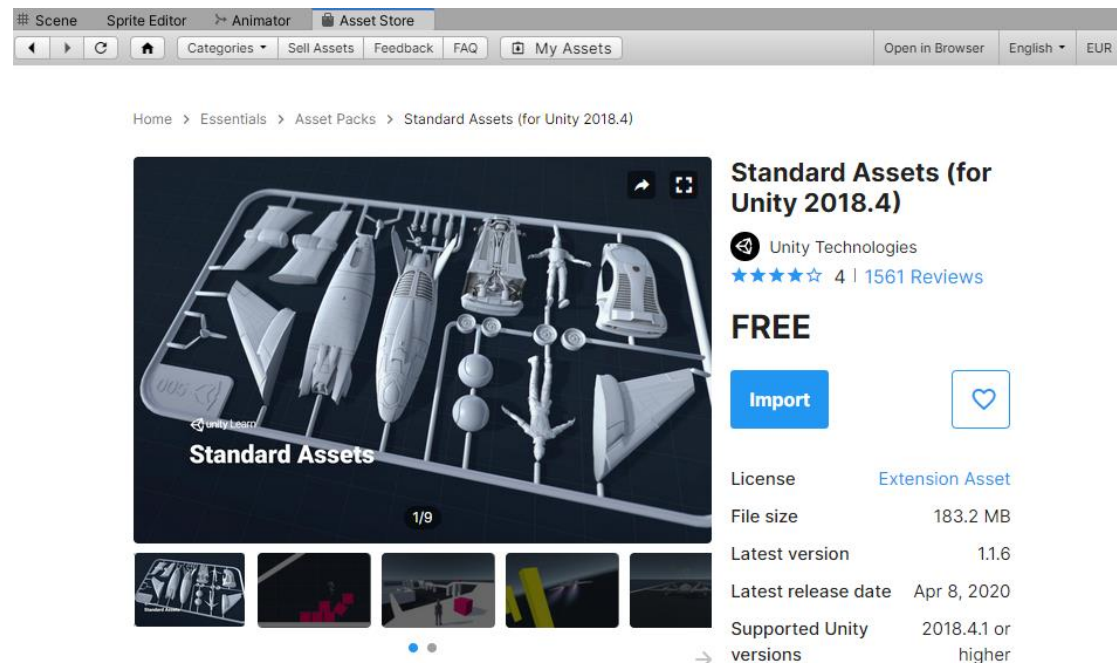 Scene Sprite Editor Animator Asset Store
Categories Sell Assets Feedback FAQ My Assets Open in Browser English EUR
Home > Essentials > Asset Packs > Standard Assets (for Unity 2018.4)
Standard Assets (for
Unity 2018.4)
Unity Technologies
4 | 1561 Reviews
FREE
Import
005
unity Learn
Standard Assets
1/9
Standard Assets
License Extension Asset
File size 183.2 MB
Latest version 1.1.6
Latest release date Apr 8, 2020
Supported Unity 2018.4.1 or
versions higher